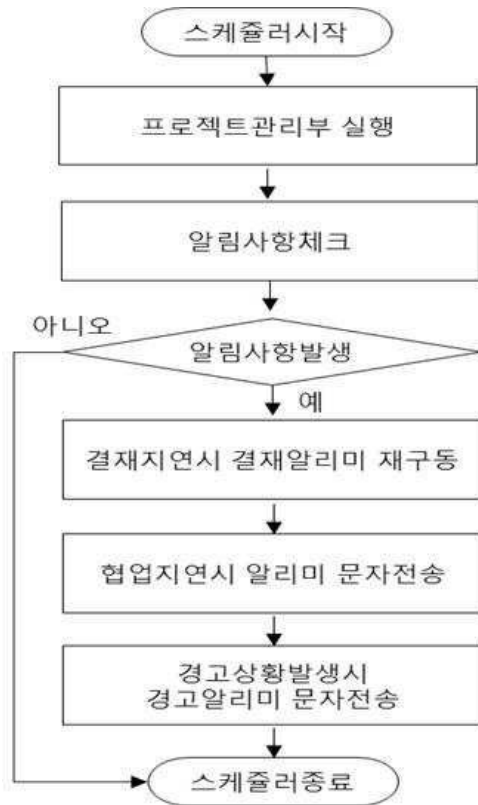 스케쥴러시작
프로젝트관리부 실행
알림사항체크
아니오
알림사항발생
예
결재지연시 결재알리미 재구동
협업지연시 알리미 문자전송
경고상황발생시
경고알리미 문자전송
스케쥴러종료